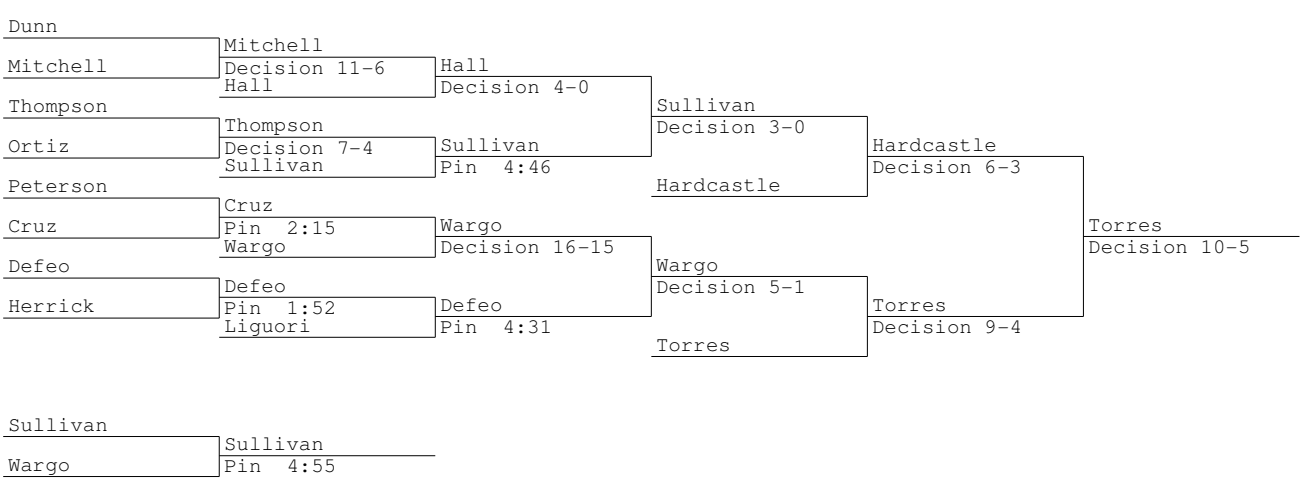 Dunn
Mitchell
Mitchell
Decision 11-6
Hall
Hall
Decision 4-0
Thompson
Ortiz
Thompson
Decision 7-4
Sullivan
Sullivan
Pin 4:46
Sullivan
Decision 3-0
Hardcastle
Hardcastle
Decision 6-3
Peterson
Cruz
Cruz
Pin 2:15
Wargo
Wargo
Decision 16-15
Defeo
Herrick
Defeo
Pin 1:52
Liguori
Defeo
Pin 4:31
Wargo
Decision 5-1
Torres
Torres
Decision 9-4
Torres
Decision 10-5
Sullivan
Wargo
Sullivan
Pin 4:55